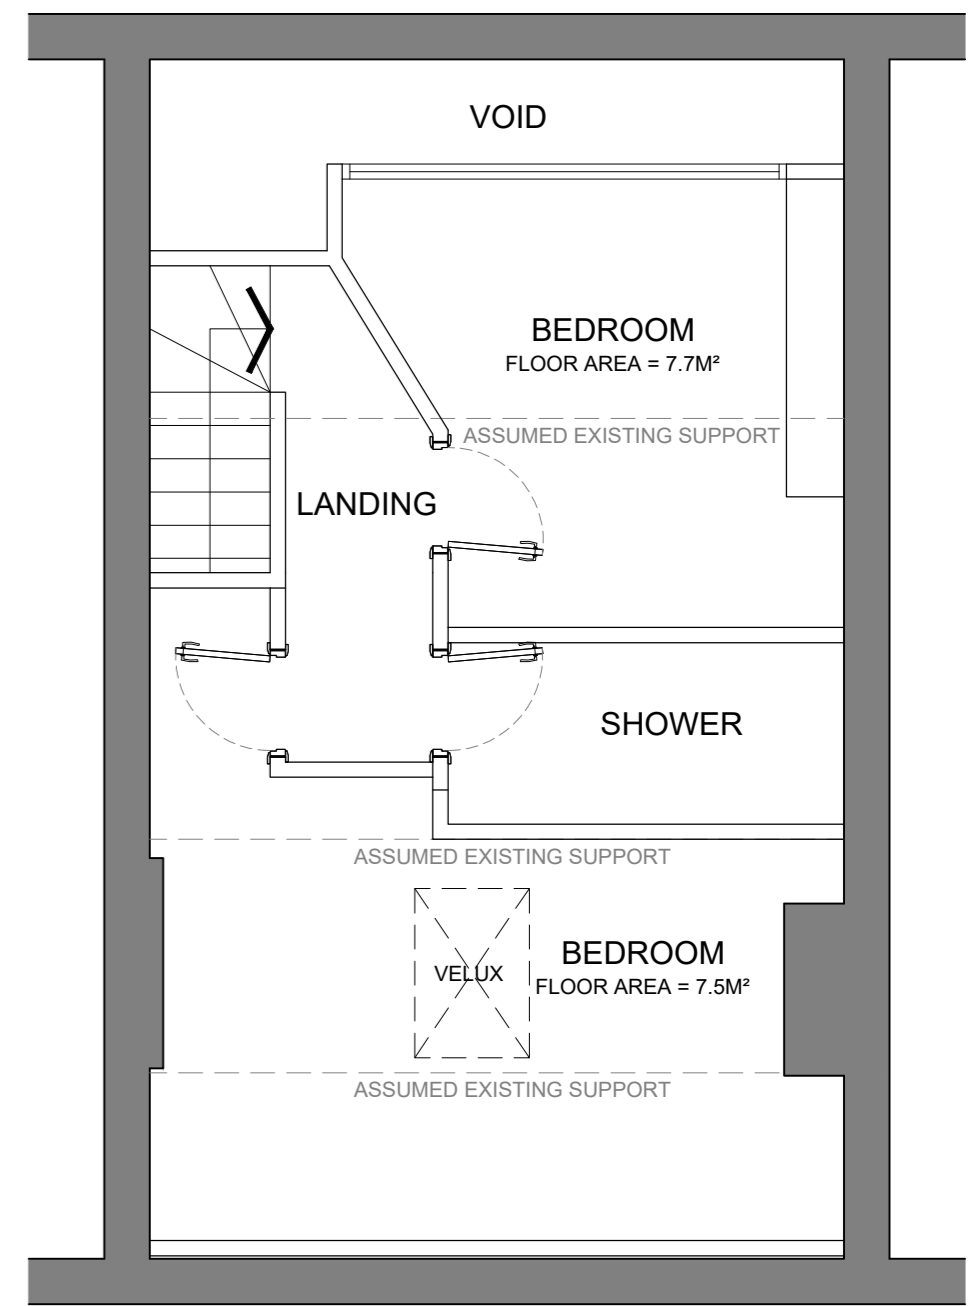 VOID
BEDROOM
FLOOR AREA = 7.7M²
ASSUMED EXISTING SUPPORT
LANDING
SHOWER
ASSUMED EXISTING SUPPORT
BEDROOM
VELUX
FLOOR AREA = 7.5M²
ASSUMED EXISTING SUPPORT